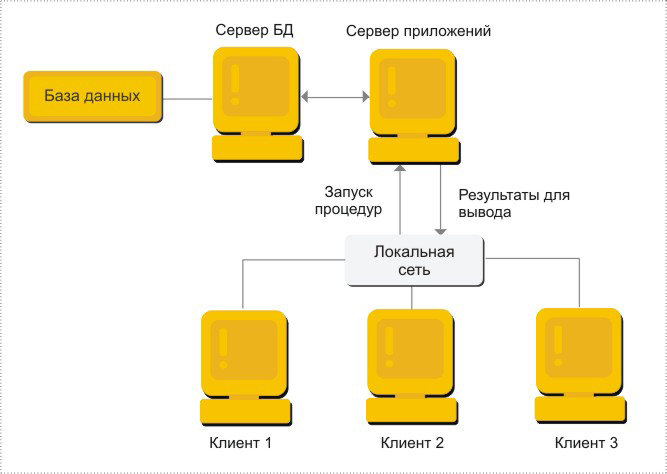 Сервер БД
Сервер приложений
База данных
Запуск
процедур
Результаты для
вывода
Локальная
сеть
Клиент 1
Клиент 2
Клиент 3